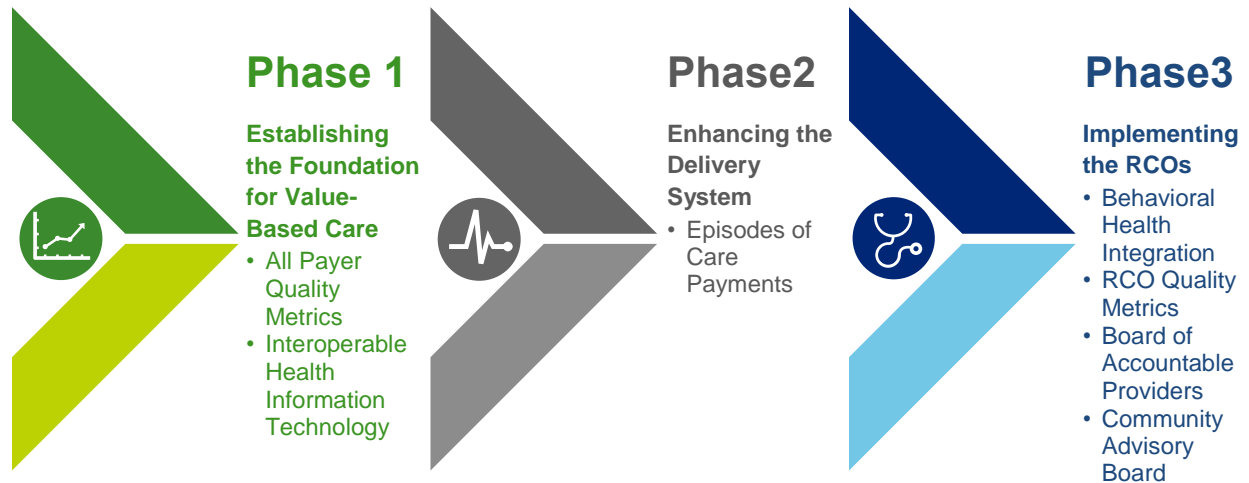 Phase 1
Establishing
the Foundation
for Value-
Based Care
• All Payer
Quality
Metrics
• Interoperable
Health
Information
Technology
Phase2
Enhancing the
Delivery
System
• Episodes of
Care
Payments
Phase3
Implementing
the RCOs
• Behavioral
Health
Integration
• RCO Quality
Metrics
• Board of
Accountable
Providers
• Community
Advisory
Board